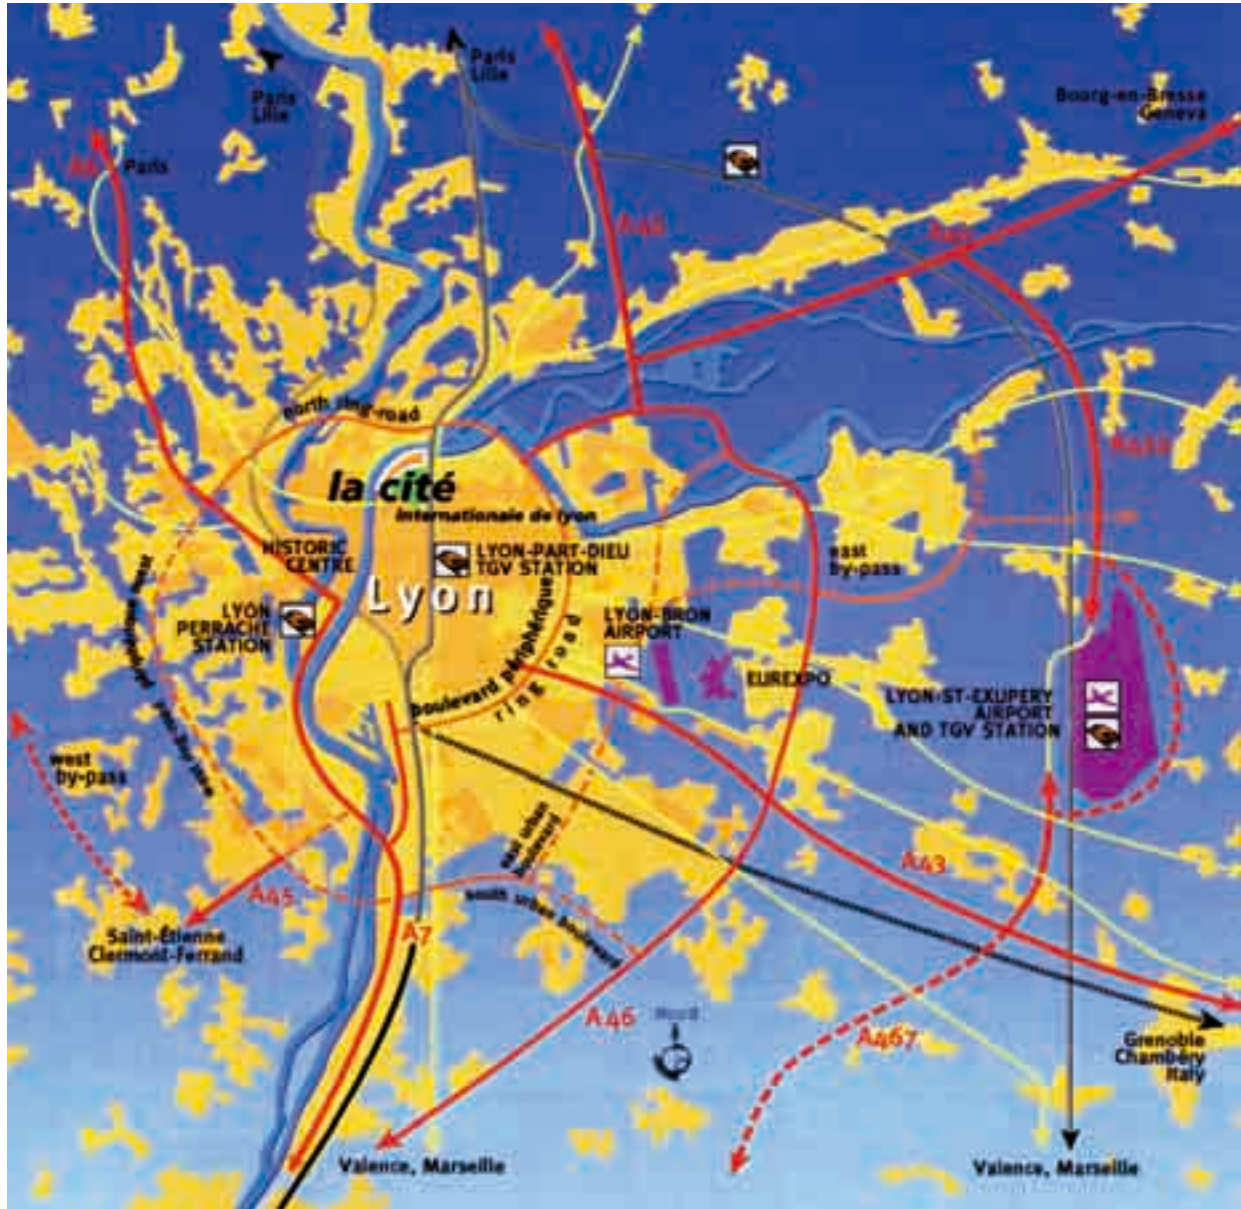 Paris
Lille
Paris
Lille
Bourg-en-Bresse
Geneva
A6
Paris
A46
north ring-road
la cité
internationale de lyon
HISTORIC
CENTRE
LYON-PART-DIEU
TGV STATION
east
by-pass
Lyon
LYON
PERRACHE
STATION
LYON-BRON
AIRPORT
boulevard périphérique
ring road
EUREXPO
LYON-ST-EXUPERY
AIRPORT
AND TGV STATION
west
by-pass
east urban
boulevard
A43
A45
south urban boulevard
Saint-Étienne
Clermont-Ferrand
A7
A46
Nord
A467
Grenoble
Chambéry
Italy
Valence, Marseille
Valence, Marseille